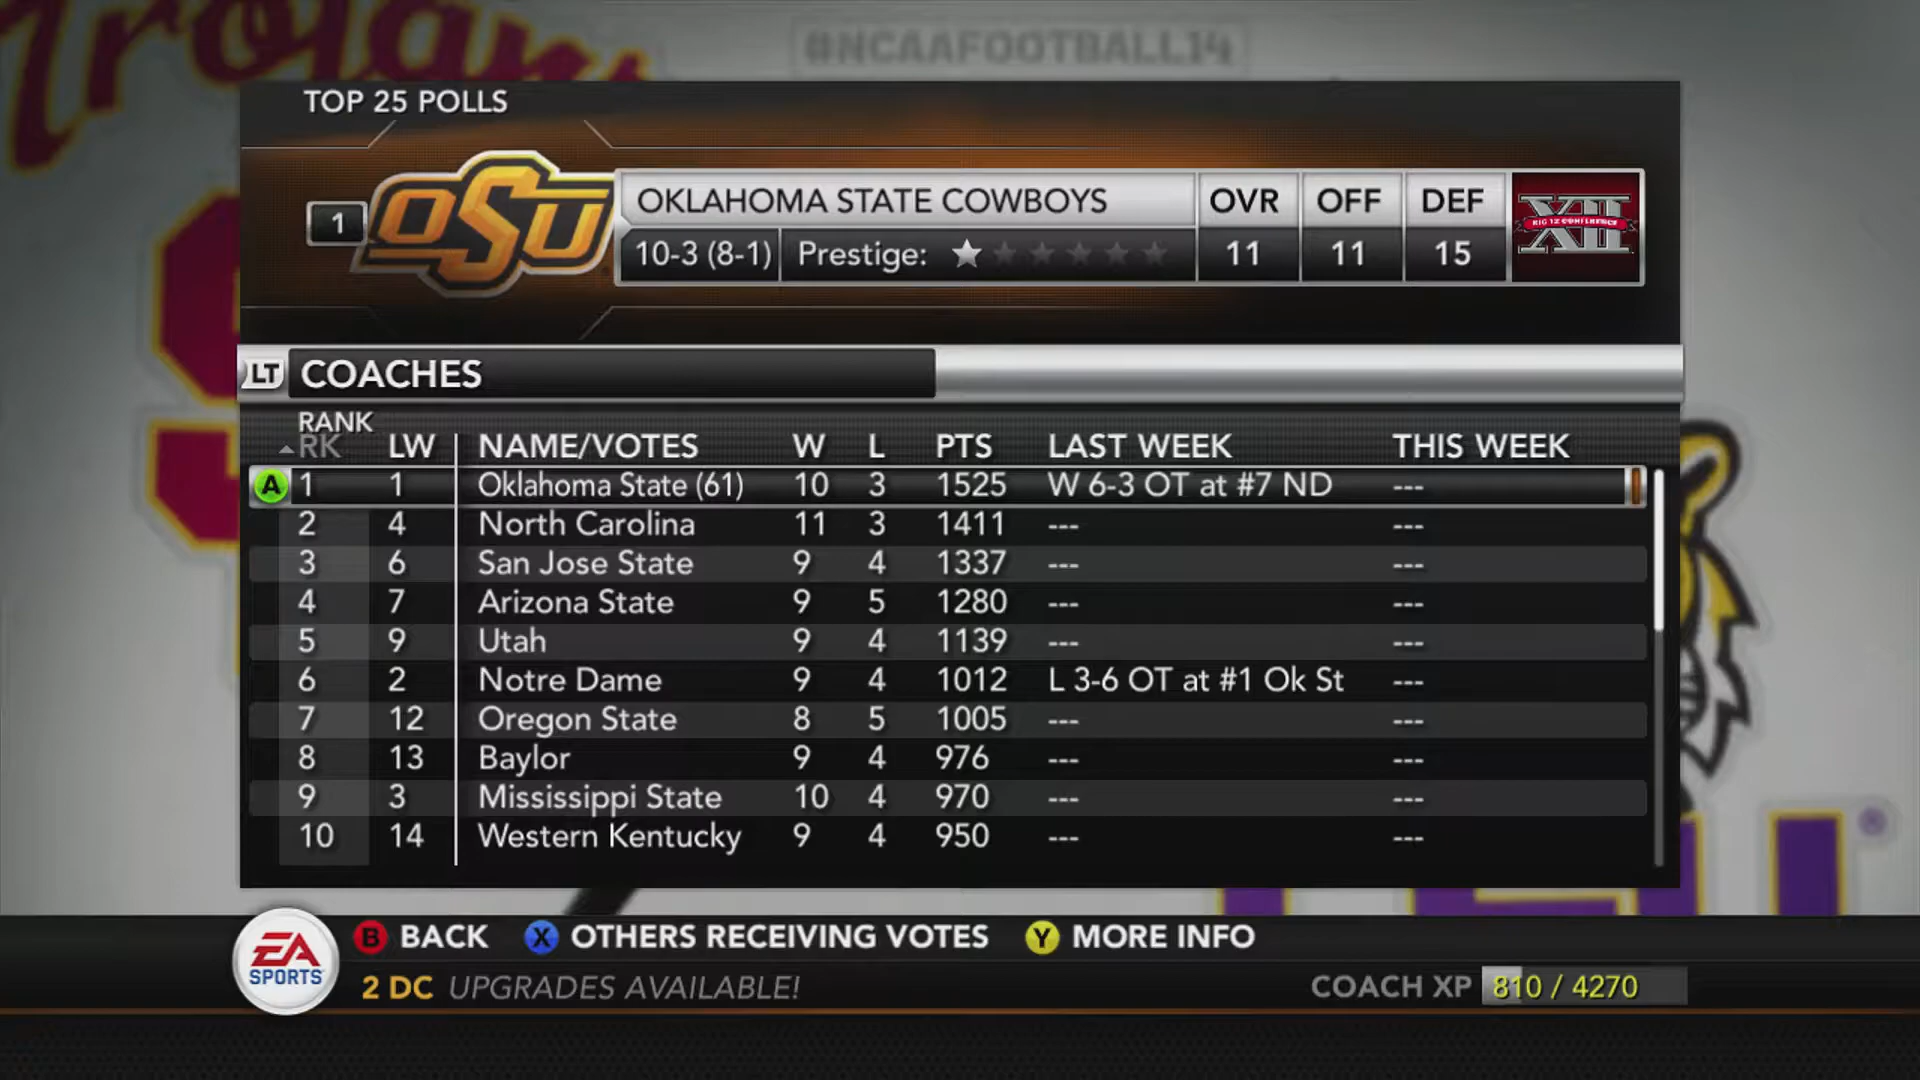 Trojans
#NCAAFOOTBALL14
TOP 25 POLLS
1 OSU OKLAHOMA STATE COWBOYS OVR OFF DEF XII BIG 12 CONFERENCE
10-3 (8-1) Prestige: 11 11 15
LT COACHES
RANK
RK LW NAME/VOTES W L PTS LAST WEEK THIS WEEK
A 1 1 Oklahoma State (61) 10 3 1525 W 6-3 OT at #7 ND ---
2 4 North Carolina 11 3 1411 --- ---
3 6 San Jose State 9 4 1337 --- ---
4 7 Arizona State 9 5 1280 --- ---
5 9 Utah 9 4 1139 --- ---
6 2 Notre Dame 9 4 1012 L 3-6 OT at #1 Ok St ---
7 12 Oregon State 8 5 1005 --- ---
8 13 Baylor 9 4 976 --- ---
9 3 Mississippi State 10 4 970 --- ---
10 14 Western Kentucky 9 4 950 --- ---
EA SPORTS
B BACK X OTHERS RECEIVING VOTES Y MORE INFO
2 DC UPGRADES AVAILABLE! COACH XP 810 / 4270